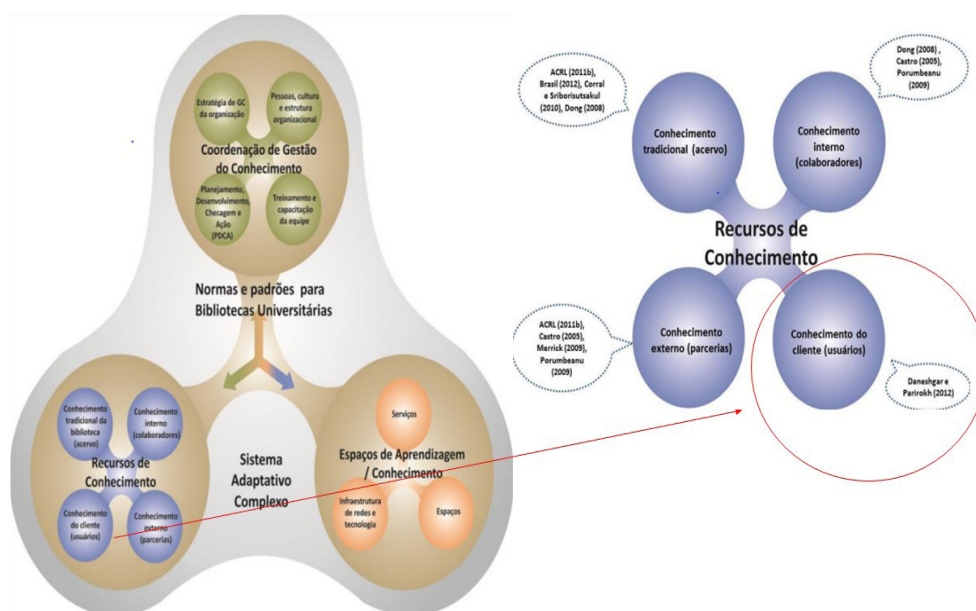 Estratégia de GC
da organização
Pessoas, cultura
e estrutura
organizacional
Coordenação de Gestão
do Conhecimento
Planejamento,
Desenvolvimento,
Checagem e
Ação
(PDCA)
Treinamento e
capacitação
da equipe
Normas e padrões para
Bibliotecas Universitárias
Conhecimento
tradicional da
biblioteca
(acervo)
Conhecimento
interno
(colaboradores)
Recursos de
Conhecimento
Conhecimento
do cliente
(usuários)
Conhecimento
externo
(parcerias)
Sistema
Adaptativo
Complexo
Serviços
Espaços de Aprendizagem
/ Conhecimento
Infraestrutura de
redes e
tecnologia
Espaços
ACRL (2011b),
Brasil (2012), Corral
e Sriborisutsakul
(2010), Dong (2008)
Dong (2008) ,
Castro (2005),
Porumbeanu
(2009)
Conhecimento
tradicional (acervo)
Conhecimento
interno
(colaboradores)
Recursos de
Conhecimento
ACRL (2011b),
Castro (2005),
Merrick (2009),
Porumbeanu
(2009)
Conhecimento
externo (parcerias)
Conhecimento do
cliente (usuários)
Daneshgar e
Parirokh (2012)